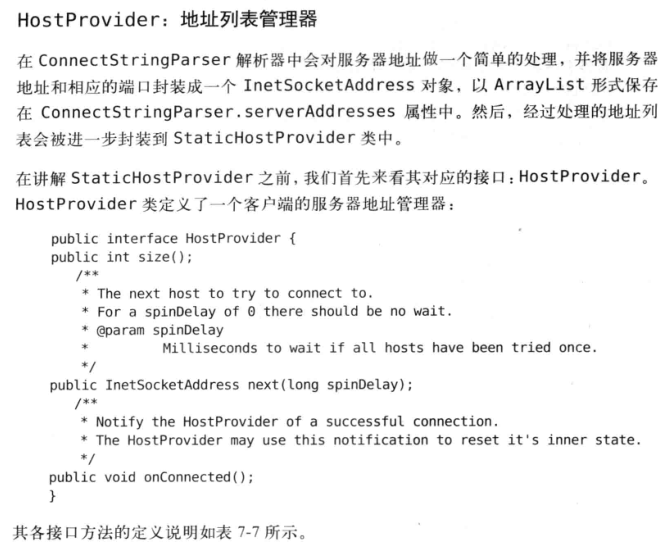 HostProvider：地址列表管理器
在 ConnectStringParser 解析器中会对服务器地址做一个简单的处理，并将服务器
地址和相应的端口封装成一个 InetSocketAddress 对象，以 ArrayList 形式保存
在 ConnectStringParser.serverAddresses 属性中。然后，经过处理的地址列
表会被进一步封装到 StaticHostProvider 类中。
在讲解 StaticHostProvider 之前，我们首先来看其对应的接口：HostProvider。
HostProvider 类定义了一个客户端的服务器地址管理器：
public interface HostProvider {
public int size();
/**
* The next host to try to connect to.
* For a spinDelay of 0 there should be no wait.
* @param spinDelay
* Milliseconds to wait if all hosts have been tried once.
*/
public InetSocketAddress next(long spinDelay);
/**
* Notify the HostProvider of a successful connection.
* The HostProvider may use this notification to reset it's inner state.
*/
public void onConnected();
}
其各接口方法的定义说明如表 7-7 所示。